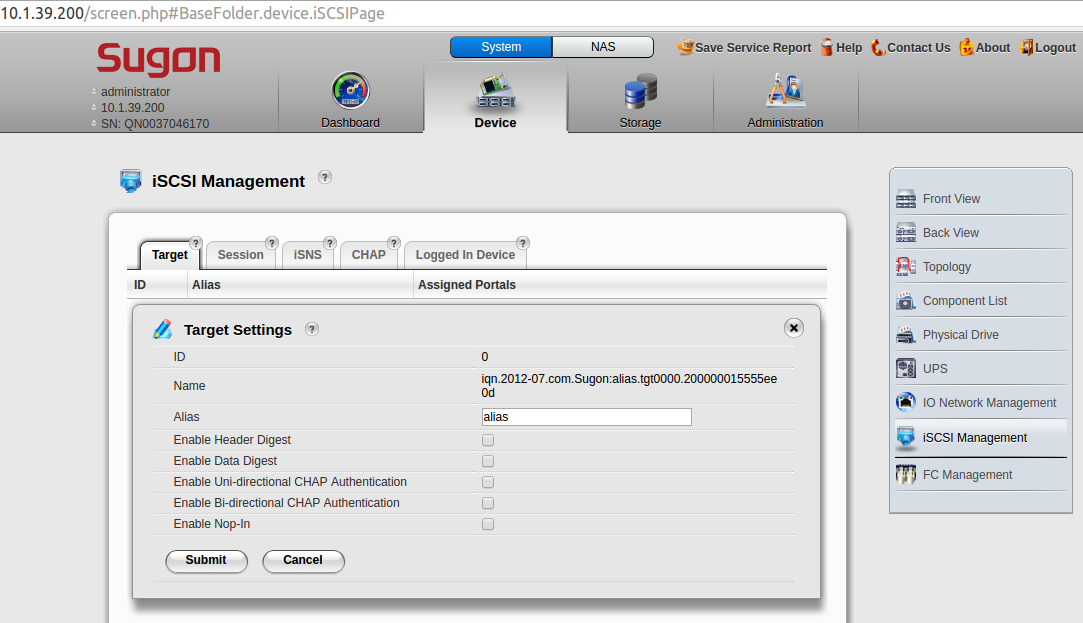 10.1.39.200/screen.php#BaseFolder.device.iSCSIPage
Sugon
System
NAS
Save Service Report
Help
Contact Us
About
Logout
administrator
10.1.39.200
SN: QN0037046170
Dashboard
Device
Storage
Administration
iSCSI Management ?
Target ?
Session ?
iSNS ?
CHAP ?
Logged In Device ?
ID Alias Assigned Portals
Target Settings ?
ID 0
Name iqn.2012-07.com.Sugon:alias.tgt0000.200000015555ee
0d
Alias alias
Enable Header Digest
Enable Data Digest
Enable Uni-directional CHAP Authentication
Enable Bi-directional CHAP Authentication
Enable Nop-In
Submit Cancel
Front View
Back View
Topology
Component List
Physical Drive
UPS
IO Network Management
iSCSI Management
FC Management